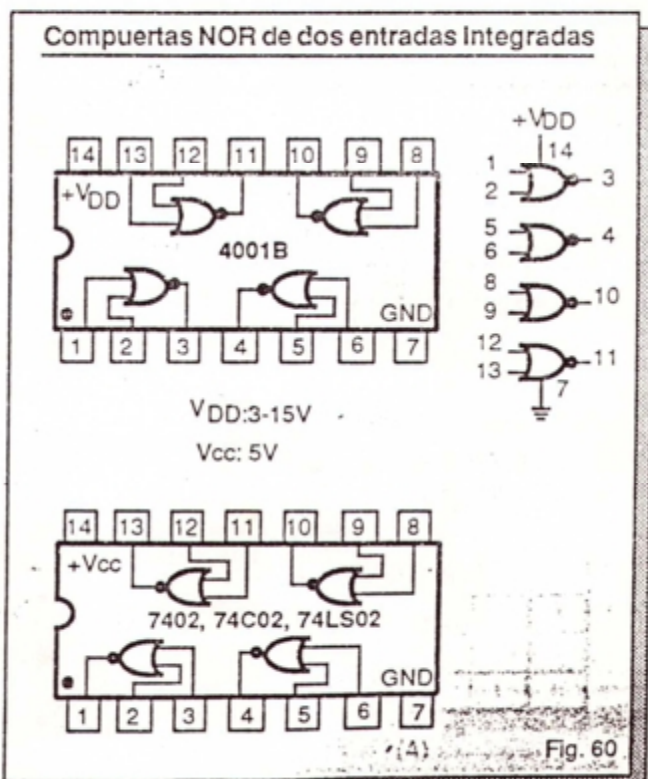 Compuertas NOR de dos entradas Integradas
14 13 12 11 10 9 8
+VDD
4001B
GND
1 2 3 4 5 6 7
+VDD
14
1
2
3
5
6
4
8
9
10
12
13
11
7
VDD:3-15V
Vcc: 5V
14 13 12 11 10 9 8
+Vcc
7402, 74C02, 74LS02
GND
1 2 3 4 5 6 7
(A)
Fig. 60